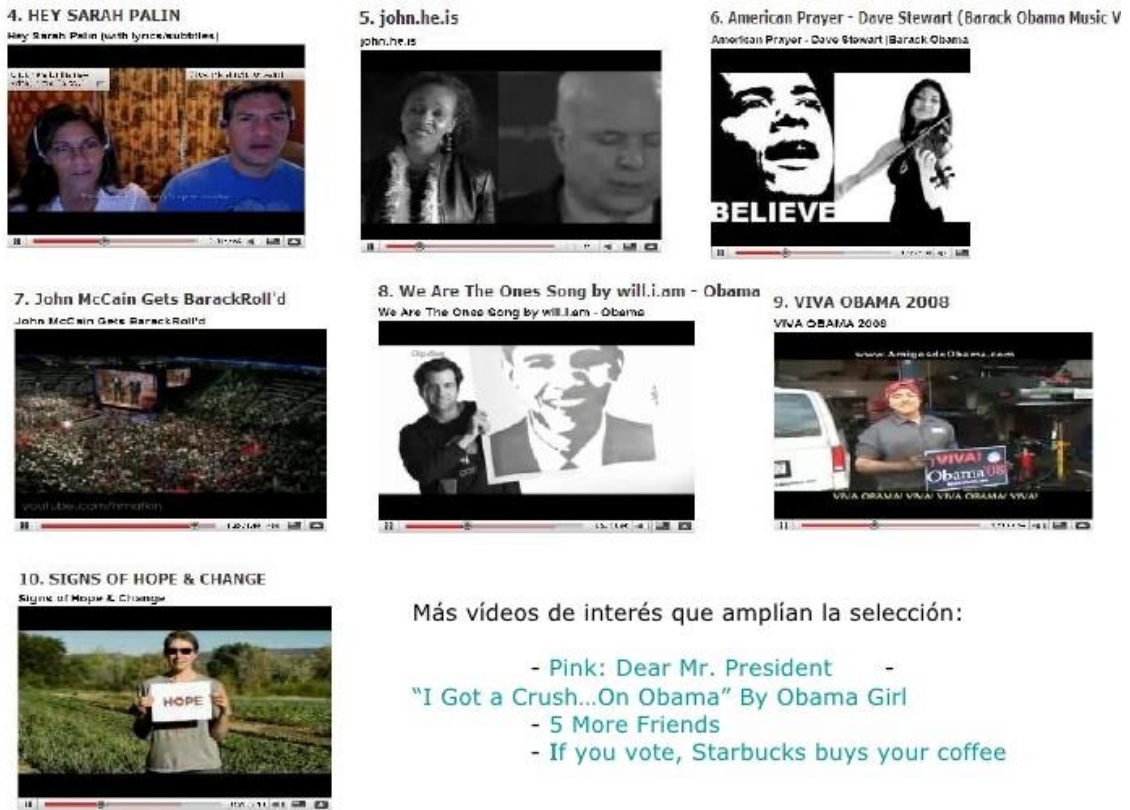 4. HEY SARAH PALIN
Hey Sarah Palin (with lyrics/subtitles)
5. john.he.is
john.he.is
6. American Prayer - Dave Stewart (Barack Obama Music V
American Prayer - Dave Stewart (Barack Obama
BELIEVE
7. John McCain Gets BarackRoll'd
John McCain Gets BarackRoll'd
youtube.com/hmation
8. We Are The Ones Song by will.i.am - Obama
We Are The Ones Song by will.i.am - Obama
9. VIVA OBAMA 2008
VIVA OBAMA 2008
www.AmigosdeObama.com
¡VIVA!
Obama'08
VIVA OBAMA! VIVA! VIVA OBAMA! VIVA!
10. SIGNS OF HOPE & CHANGE
Signs of Hope & Change
HOPE
Más vídeos de interés que amplían la selección:
- Pink: Dear Mr. President -
“I Got a Crush…On Obama” By Obama Girl
- 5 More Friends
- If you vote, Starbucks buys your coffee